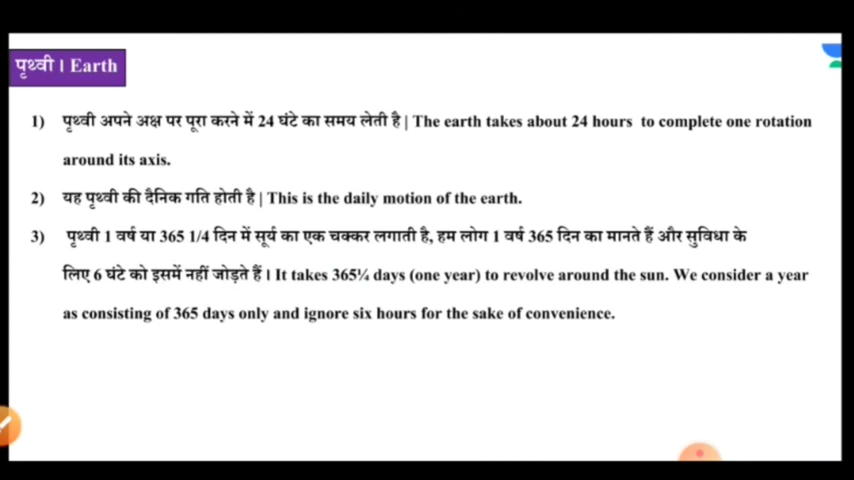 पृथ्वी । Earth
1) पृथ्वी अपने अक्ष पर पूरा करने में 24 घंटे का समय लेती है | The earth takes about 24 hours to complete one rotation
around its axis.
2) यह पृथ्वी की दैनिक गति होती है | This is the daily motion of the earth.
3) पृथ्वी 1 वर्ष या 365 1/4 दिन में सूर्य का एक चक्कर लगाती है, हम लोग 1 वर्ष 365 दिन का मानते हैं और सुविधा के
लिए 6 घंटे को इसमें नहीं जोड़ते हैं । It takes 365¼ days (one year) to revolve around the sun. We consider a year
as consisting of 365 days only and ignore six hours for the sake of convenience.